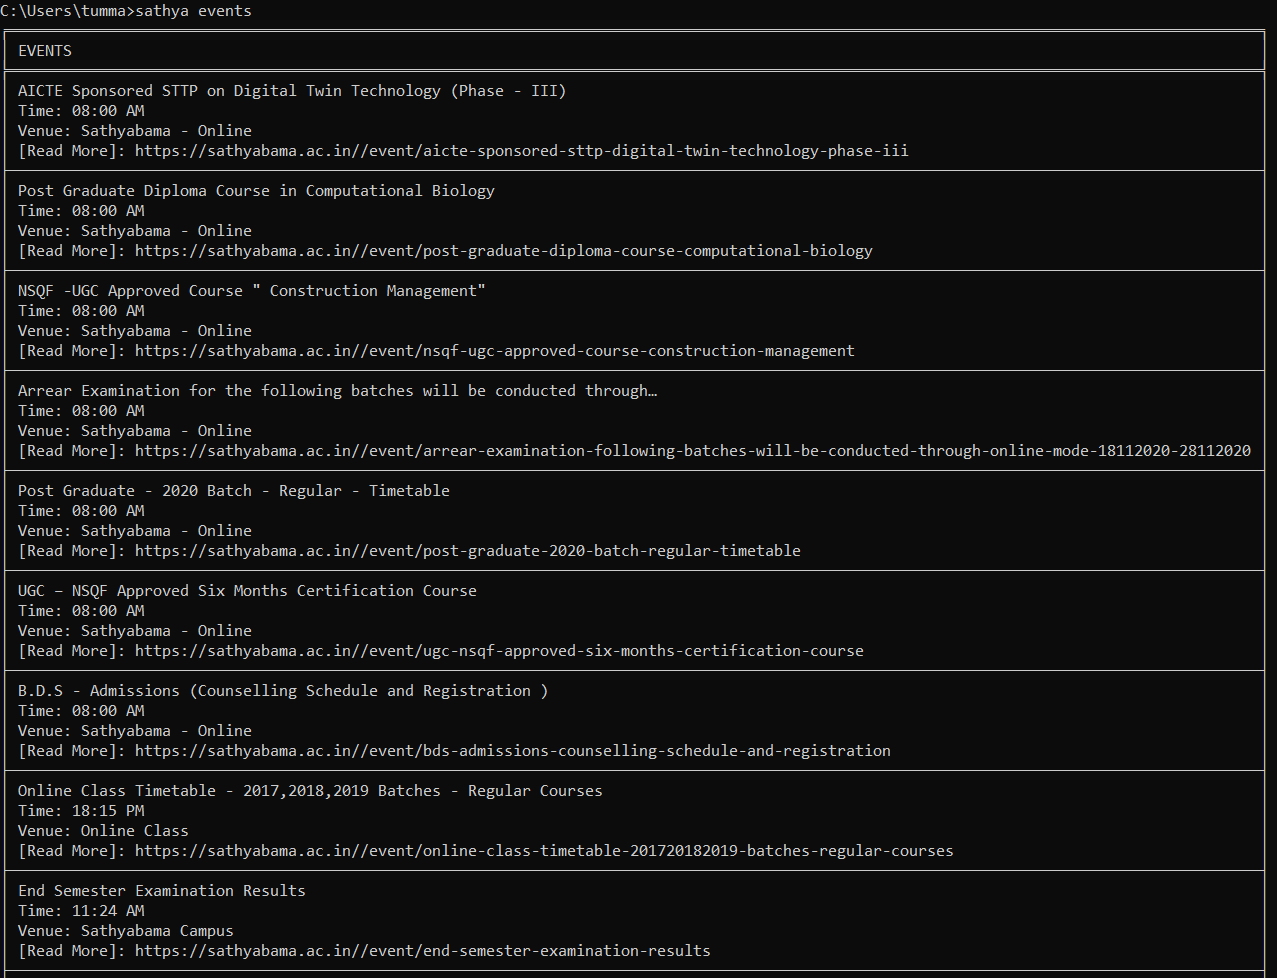 C:\Users\tumma>sathya events
EVENTS
AICTE Sponsored STTP on Digital Twin Technology (Phase - III)
Time: 08:00 AM
Venue: Sathyabama - Online
[Read More]: https://sathyabama.ac.in//event/aicte-sponsored-sttp-digital-twin-technology-phase-iii
Post Graduate Diploma Course in Computational Biology
Time: 08:00 AM
Venue: Sathyabama - Online
[Read More]: https://sathyabama.ac.in//event/post-graduate-diploma-course-computational-biology
NSQF -UGC Approved Course " Construction Management"
Time: 08:00 AM
Venue: Sathyabama - Online
[Read More]: https://sathyabama.ac.in//event/nsqf-ugc-approved-course-construction-management
Arrear Examination for the following batches will be conducted through…
Time: 08:00 AM
Venue: Sathyabama - Online
[Read More]: https://sathyabama.ac.in//event/arrear-examination-following-batches-will-be-conducted-through-online-mode-18112020-28112020
Post Graduate - 2020 Batch - Regular - Timetable
Time: 08:00 AM
Venue: Sathyabama - Online
[Read More]: https://sathyabama.ac.in//event/post-graduate-2020-batch-regular-timetable
UGC – NSQF Approved Six Months Certification Course
Time: 08:00 AM
Venue: Sathyabama - Online
[Read More]: https://sathyabama.ac.in//event/ugc-nsqf-approved-six-months-certification-course
B.D.S - Admissions (Counselling Schedule and Registration )
Time: 08:00 AM
Venue: Sathyabama - Online
[Read More]: https://sathyabama.ac.in//event/bds-admissions-counselling-schedule-and-registration
Online Class Timetable - 2017,2018,2019 Batches - Regular Courses
Time: 18:15 PM
Venue: Online Class
[Read More]: https://sathyabama.ac.in//event/online-class-timetable-201720182019-batches-regular-courses
End Semester Examination Results
Time: 11:24 AM
Venue: Sathyabama Campus
[Read More]: https://sathyabama.ac.in//event/end-semester-examination-results